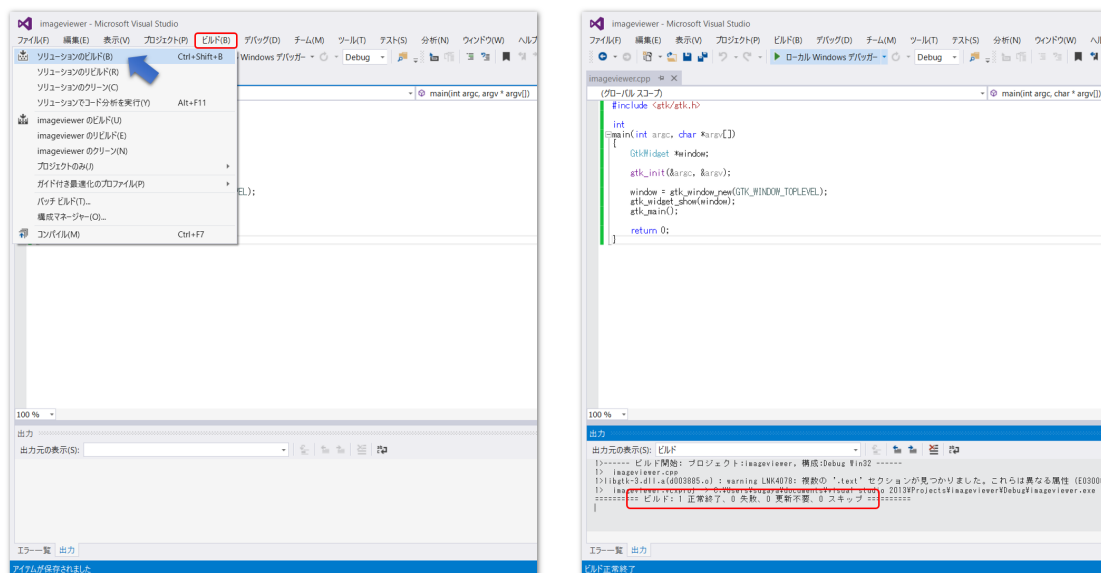 imageviewer - Microsoft Visual Studio
ファイル(F) 編集(E) 表示(V) プロジェクト(P) ビルド(B) デバッグ(D) チーム(M) ツール(T) テスト(S) 分析(N) ウィンドウ(W) ヘルプ
ソリューションのビルド(B) Ctrl+Shift+B
Windows デバッガー Debug
ソリューションのリビルド(R)
ソリューションのクリーン(C)
ソリューションでコード分析を実行(Y) Alt+F11
main(int argc, argv * argv[])
imageviewer のビルド(U)
imageviewer のリビルド(E)
imageviewer のクリーン(N)
プロジェクトのみ(J)
ガイド付き最適化のプロファイル(P)
EL);
バッチ ビルド(T)...
構成マネージャー(O)...
コンパイル(M) Ctrl+F7
100 %
出力
出力元の表示(S):
エラー一覧 出力
アイテムが保存されました
imageviewer - Microsoft Visual Studio
ファイル(F) 編集(E) 表示(V) プロジェクト(P) ビルド(B) デバッグ(D) チーム(M) ツール(T) テスト(S) 分析(N) ウィンドウ(W)
ローカル Windows デバッガー Debug
imageviewer.cpp
(グローバル スコープ) main(int argc, char * argv[])
#include <gtk/gtk.h>
int
main(int argc, char *argv[])
{
GtkWidget *window;
gtk_init(&argc, &argv);
window = gtk_window_new(GTK_WINDOW_TOPLEVEL);
gtk_widget_show(window);
gtk_main();
return 0;
}
100 %
出力
出力元の表示(S): ビルド
1>------ ビルド開始: プロジェクト:imageviewer, 構成:Debug Win32 ------
1> imageviewer.cpp
1>libgtk-3.dll.a(d003885.o) : warning LNK4078: 複数の '.text' セクションが見つかりました。これらは異なる属性 (E0300
1> imageviewer.vcxproj -> C:¥Users¥sugaya¥documents¥visual studio 2013¥Projects¥imageviewer¥Debug¥imageviewer.exe
========== ビルド: 1 正常終了、0 失敗、0 更新不要、0 スキップ ==========
エラー一覧 出力
ビルド正常終了